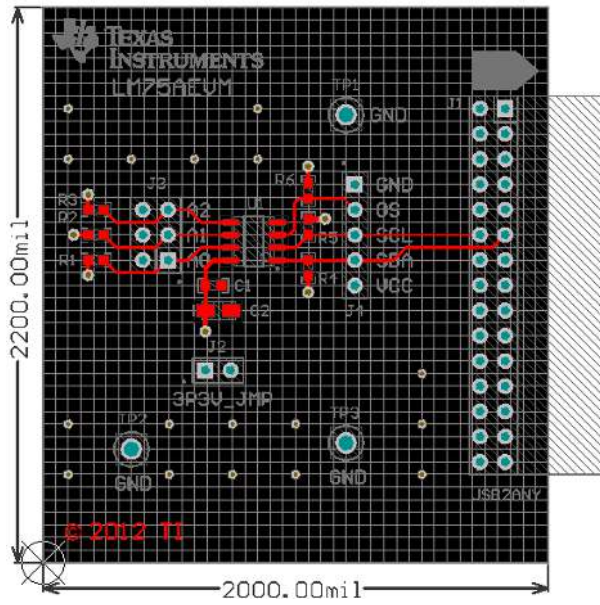 TEXAS
INSTRUMENTS
LM75AEVM
TP1
GND
J1
R6
GND
J3
R3
A2
U1
OS
R2
A1
R5
SCL
R1
A0
SDA
R4
C1
VCC
C2
J4
J2
3P3V_JMP
TP2
TP3
GND
GND
USB2ANY
© 2012 TI
2200.00mil
2000.00mil